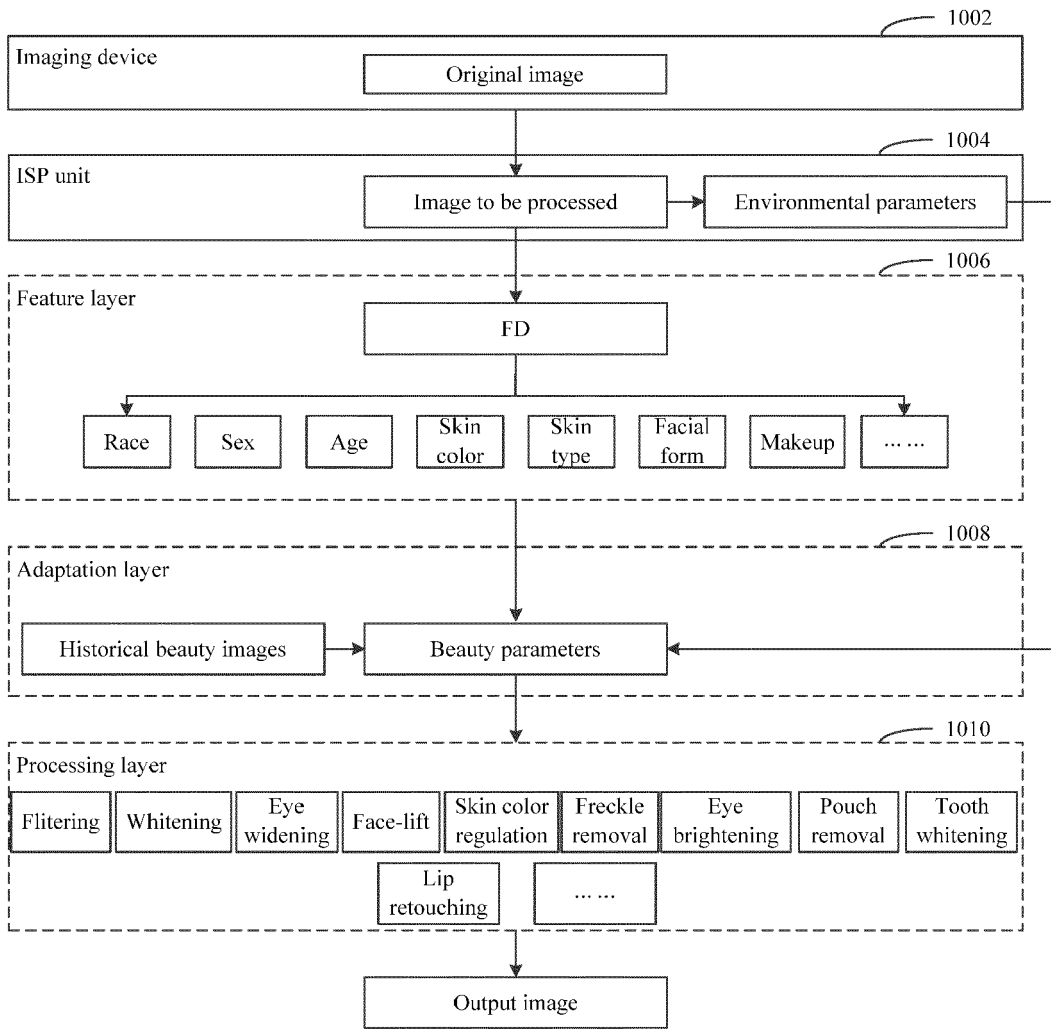 1002
Imaging device
Original image
1004
ISP unit
Image to be processed
Environmental parameters
1006
Feature layer
FD
Race
Sex
Age
Skin
color
Skin
type
Facial
form
Makeup
... ...
1008
Adaptation layer
Historical beauty images
Beauty parameters
1010
Processing layer
Flitering
Whitening
Eye
widening
Face-lift
Skin color
regulation
Freckle
removal
Eye
brightening
Pouch
removal
Tooth
whitening
Lip
retouching
... ...
Output image